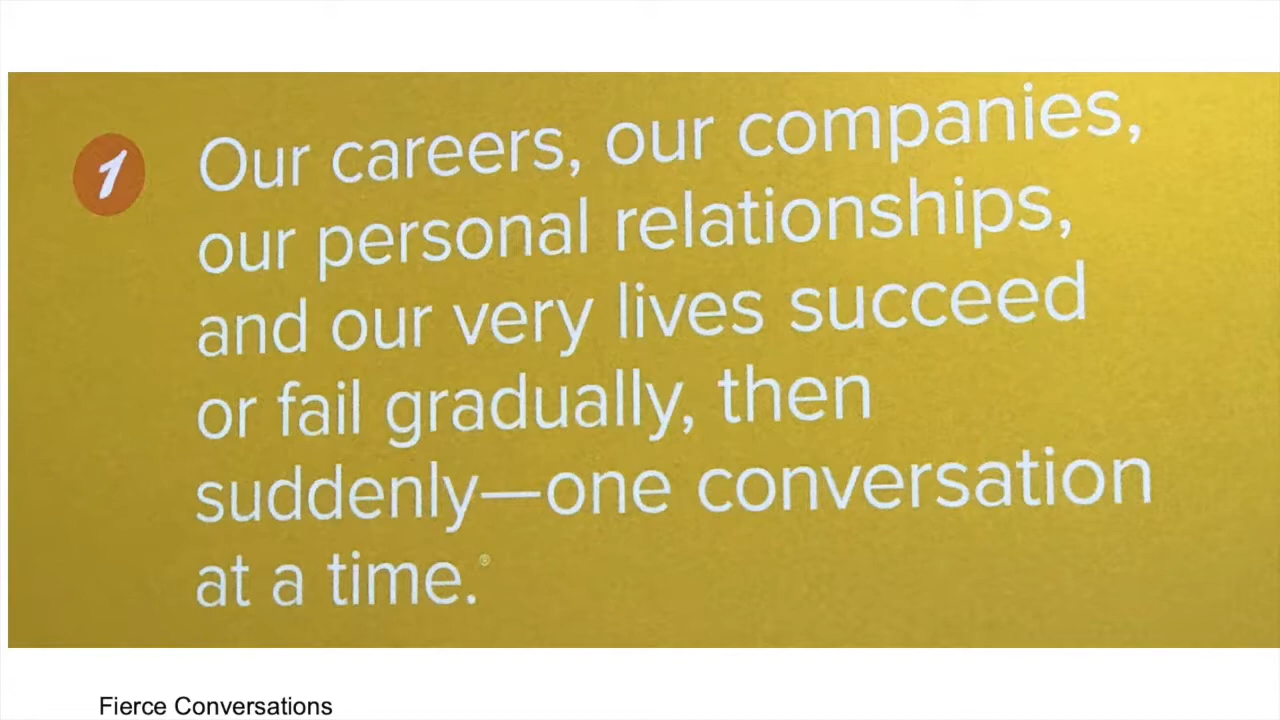 1
Our careers, our companies,
our personal relationships,
and our very lives succeed
or fail gradually, then
suddenly—one conversation
at a time.®
Fierce Conversations